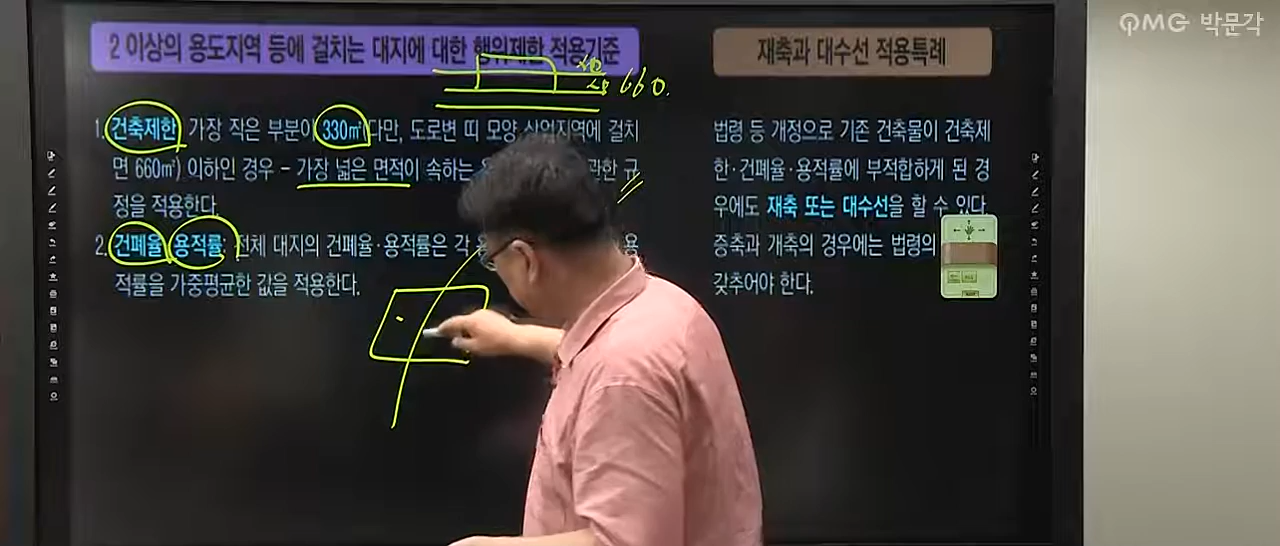 QMG 박문각
2 이상의 용도지역 등에 걸치는 대지에 대한 행위제한 적용기준
1. 건축제한: 가장 작은 부분이 330㎡(다만, 도로변 띠 모양 상업지역에 걸치
면 660㎡) 이하인 경우 – 가장 넓은 면적이 속하는 관한 규
정을 적용한다.
2. 건폐율·용적률: 전체 대지의 건폐율·용적률은 각 용
적률을 가중평균한 값을 적용한다.
660.
재축과 대수선 적용특례
법령 등 개정으로 기존 건축물이 건축제
한·건폐율·용적률에 부적합하게 된 경
우에도 재축 또는 대수선을 할 수 있다.
증축과 개축의 경우에는 법령의
갖추어야 한다.